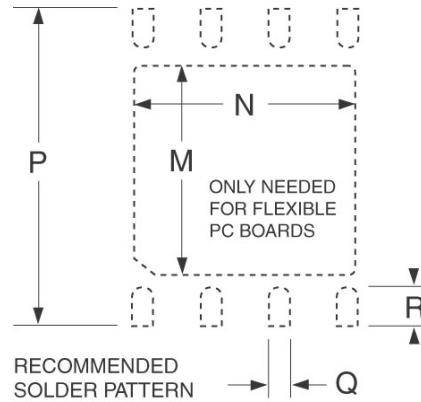 P
N
M
ONLY NEEDED
FOR FLEXIBLE
PC BOARDS
R
RECOMMENDED
SOLDER PATTERN
Q